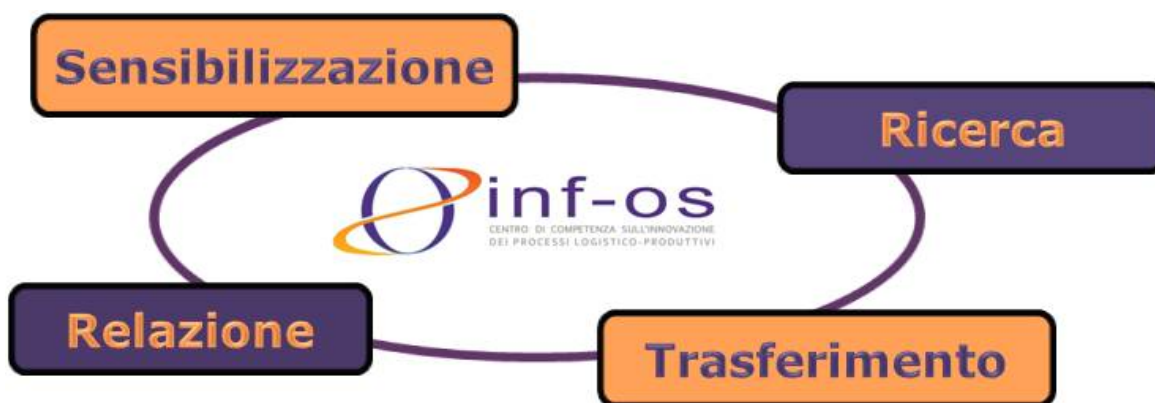 Sensibilizzazione
Ricerca
inf-os
CENTRO DI COMPETENZA SULL'INNOVAZIONE
DEI PROCESSI LOGISTICO-PRODUTTIVI
Relazione
Trasferimento